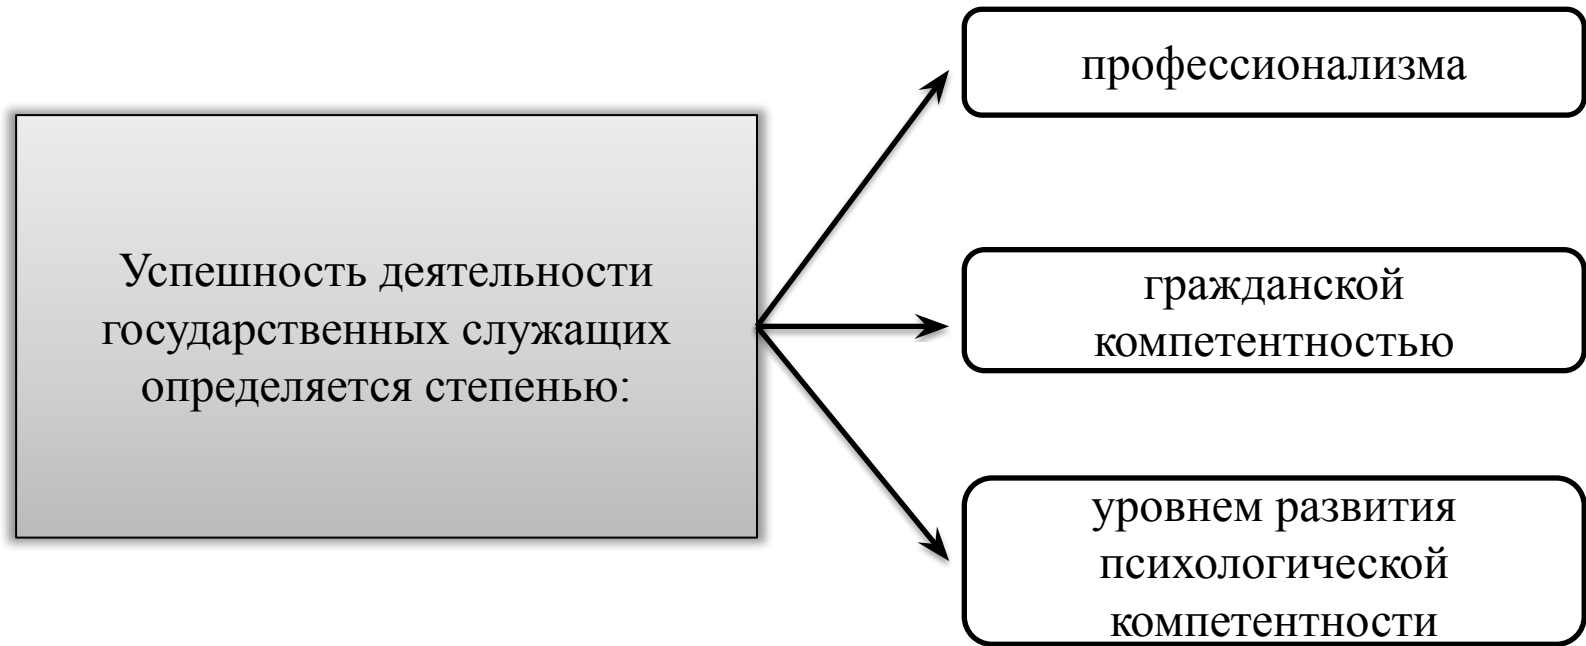 Успешность деятельности
государственных служащих
определяется степенью:
профессионализма
гражданской
компетентностью
уровнем развития
психологической
компетентности